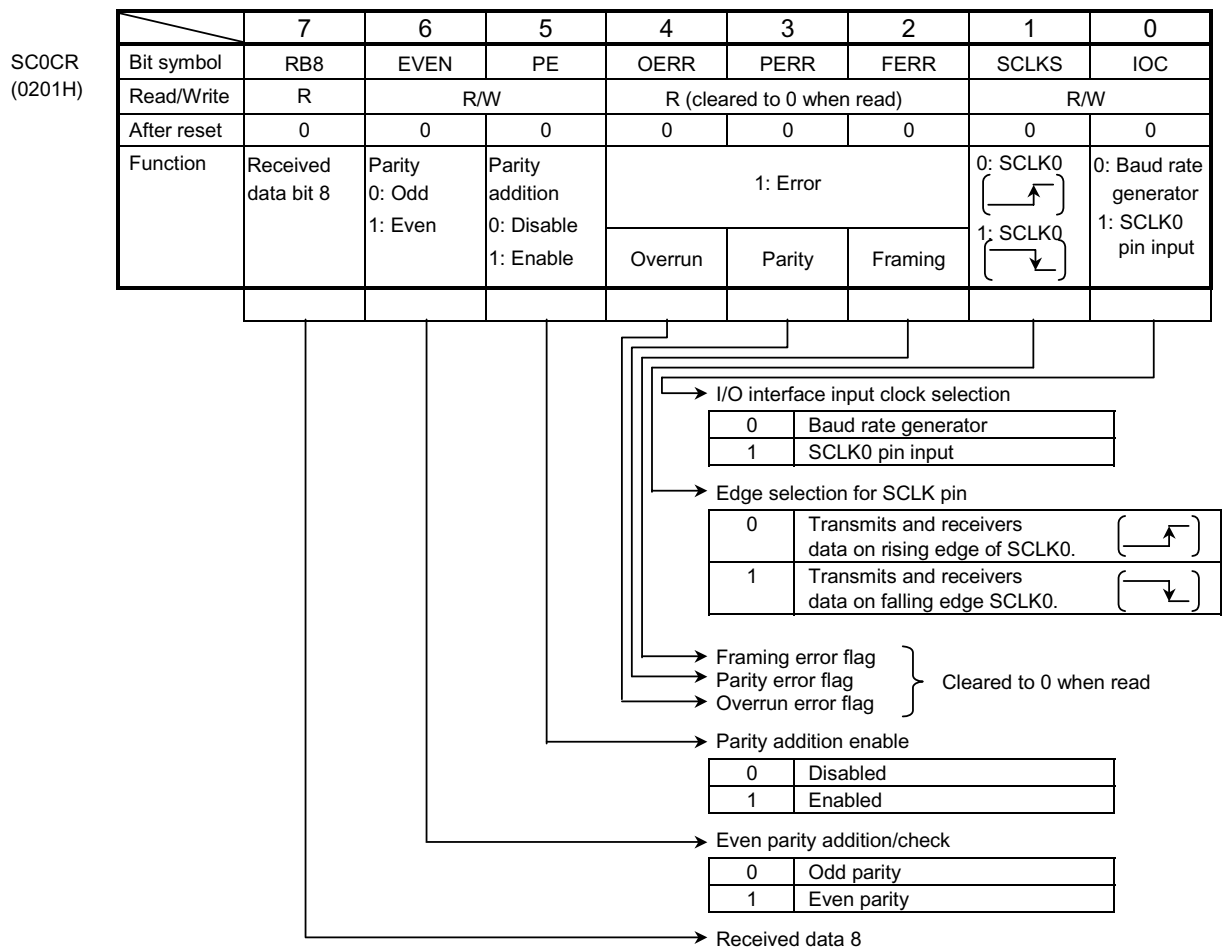 7 6 5 4 3 2 1 0
SC0CR
(0201H)
Bit symbol RB8 EVEN PE OERR PERR FERR SCLKS IOC
Read/Write R R/W R (cleared to 0 when read) R/W
After reset 0 0 0 0 0 0 0 0
Function
Received
data bit 8
Parity
0: Odd
1: Even
Parity
addition
0: Disable
1: Enable
1: Error
Overrun Parity Framing
0: SCLK0
1: SCLK0
0: Baud rate
generator
1: SCLK0
pin input
I/O interface input clock selection
0 Baud rate generator
1 SCLK0 pin input
Edge selection for SCLK pin
0 Transmits and receivers
data on rising edge of SCLK0.
1 Transmits and receivers
data on falling edge SCLK0.
Framing error flag
Parity error flag
Overrun error flag
Cleared to 0 when read
Parity addition enable
0 Disabled
1 Enabled
Even parity addition/check
0 Odd parity
1 Even parity
Received data 8